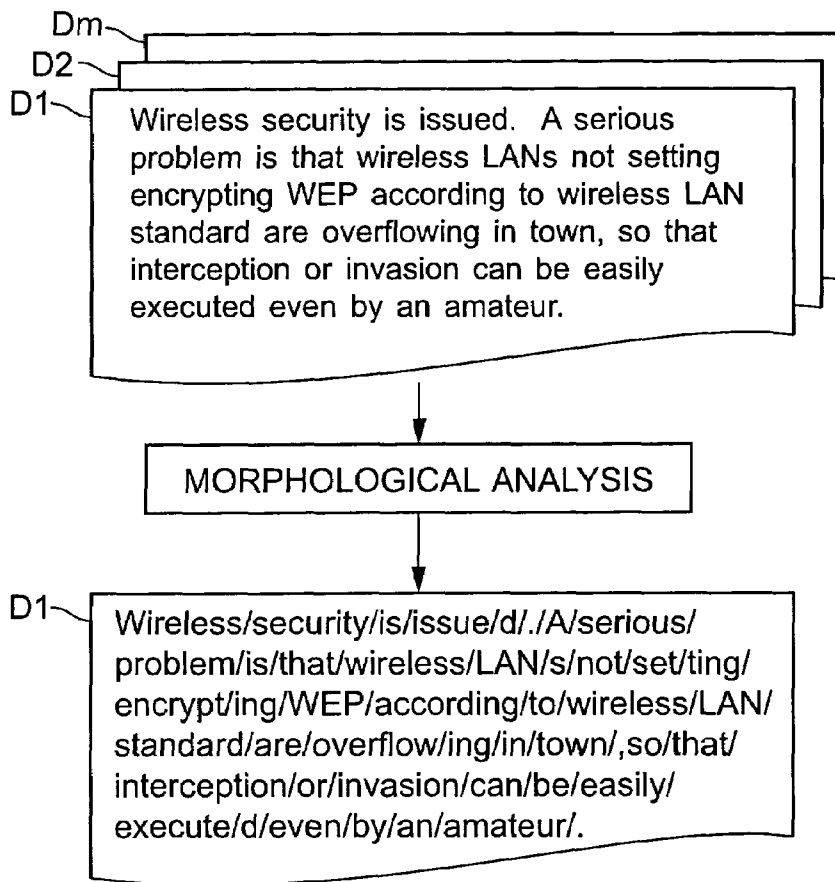 Dm
D2
D1
Wireless security is issued. A serious
problem is that wireless LANs not setting
encrypting WEP according to wireless LAN
standard are overflowing in town, so that
interception or invasion can be easily
executed even by an amateur.
MORPHOLOGICAL ANALYSIS
D1
Wireless/security/is/issue/d/./A/serious/
problem/is/that/wireless/LAN/s/not/set/ting/
encrypt/ing/WEP/according/to/wireless/LAN/
standard/are/overflow/ing/in/town/,so/that/
interception/or/invasion/can/be/easily/
execute/d/even/by/an/amateur/.